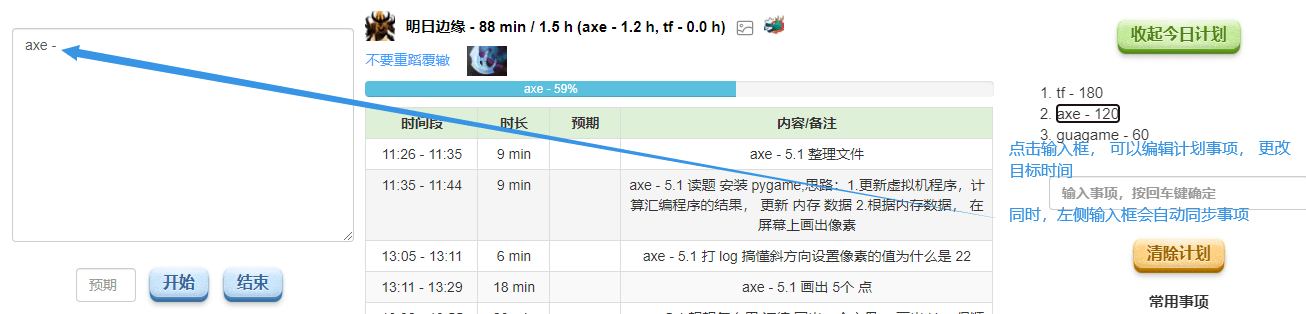 axe -
预期
开始
结束
明日边缘 - 88 min / 1.5 h (axe - 1.2 h, tf - 0.0 h)
不要重蹈覆辙
axe - 59%
时间段 时长 预期 内容/备注
11:26 - 11:35 9 min axe - 5.1 整理文件
11:35 - 11:44 9 min axe - 5.1 读题 安装 pygame,思路：1.更新虚拟机程序，计
算汇编程序的结果， 更新 内存 数据 2.根据内存数据， 在
屏幕上画出像素
13:05 - 13:11 6 min axe - 5.1 打 log 搞懂斜方向设置像素的值为什么是 22
13:11 - 13:29 18 min axe - 5.1 画出 5个 点
收起今日计划
1. tf - 180
2. axe - 120
3. guagame - 60
点击输入框， 可以编辑计划事项， 更改
目标时间
输入事项，按回车键确定
同时，左侧输入框会自动同步事项
清除计划
常用事项